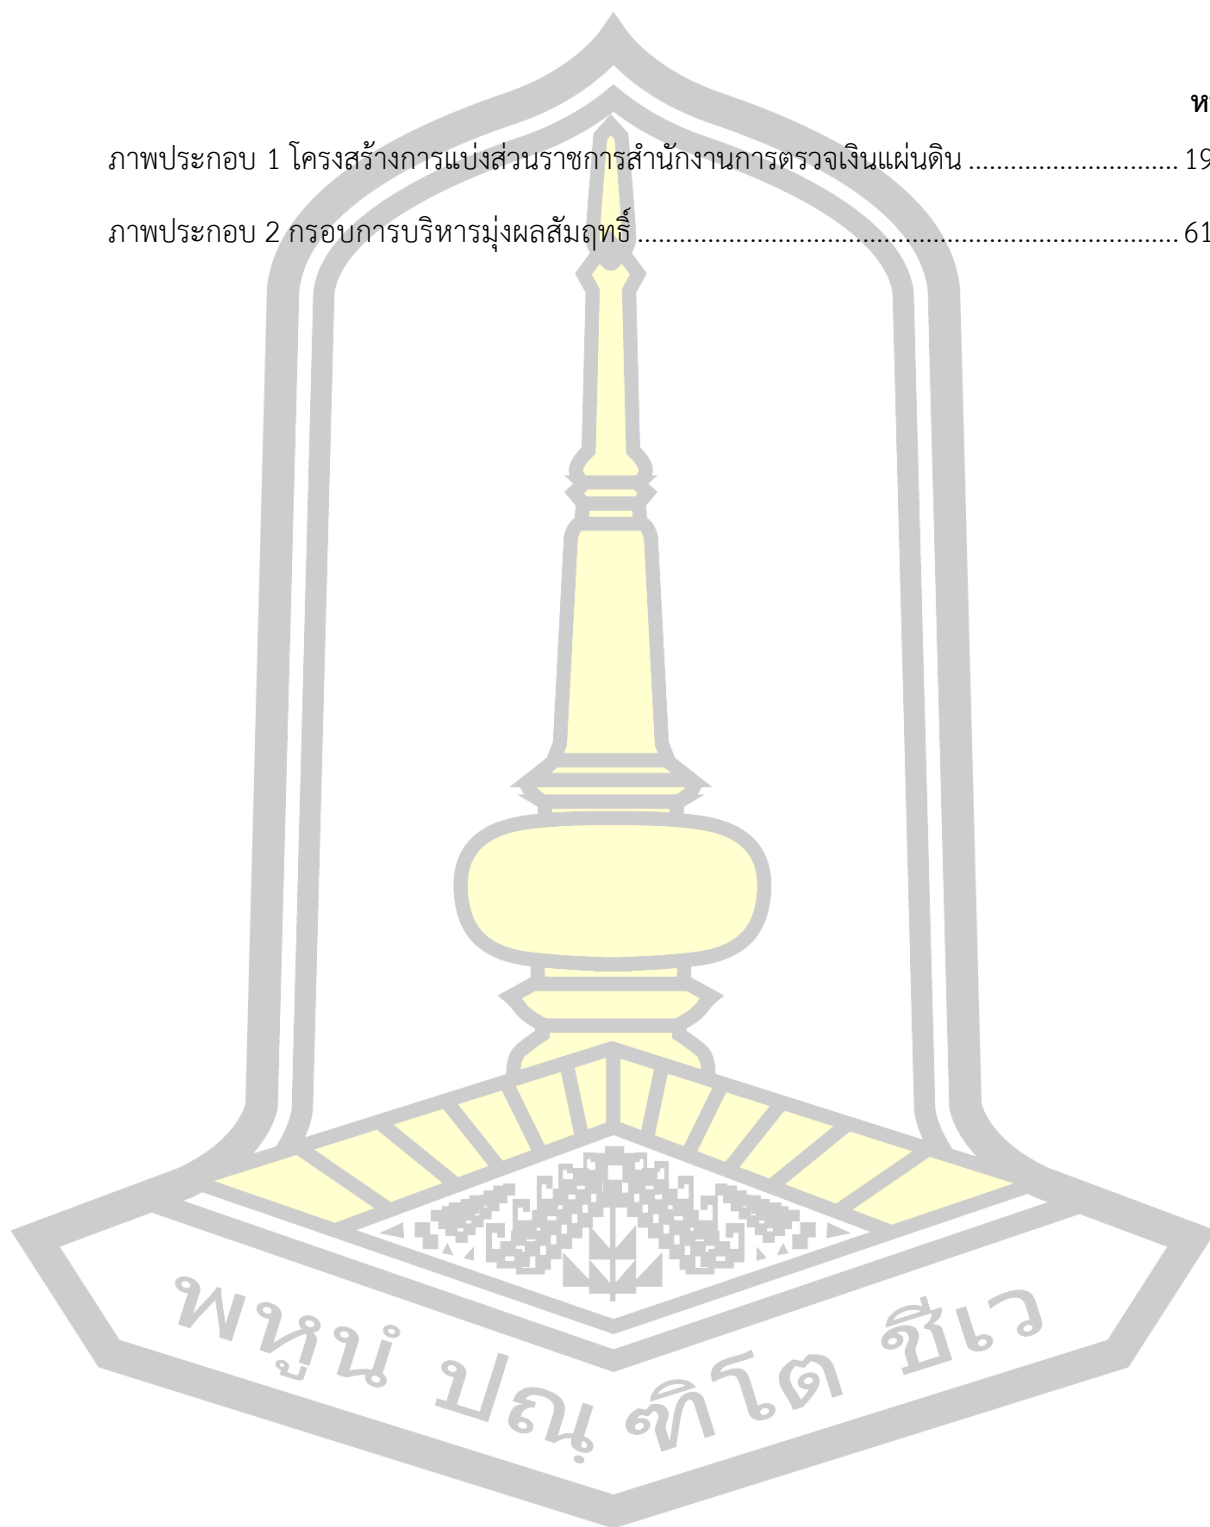 ภาพประกอบ 1 โครงสร้างการแบ่งส่วนราชการสำนักงานการตรวจเงินแผ่นดิน ............................... 19
ภาพประกอบ 2 กรอบการบริหารมุ่งผลสัมฤทธิ์ ............................................................................... 61
พหูนํ ปณฺฑิโต ชีเว